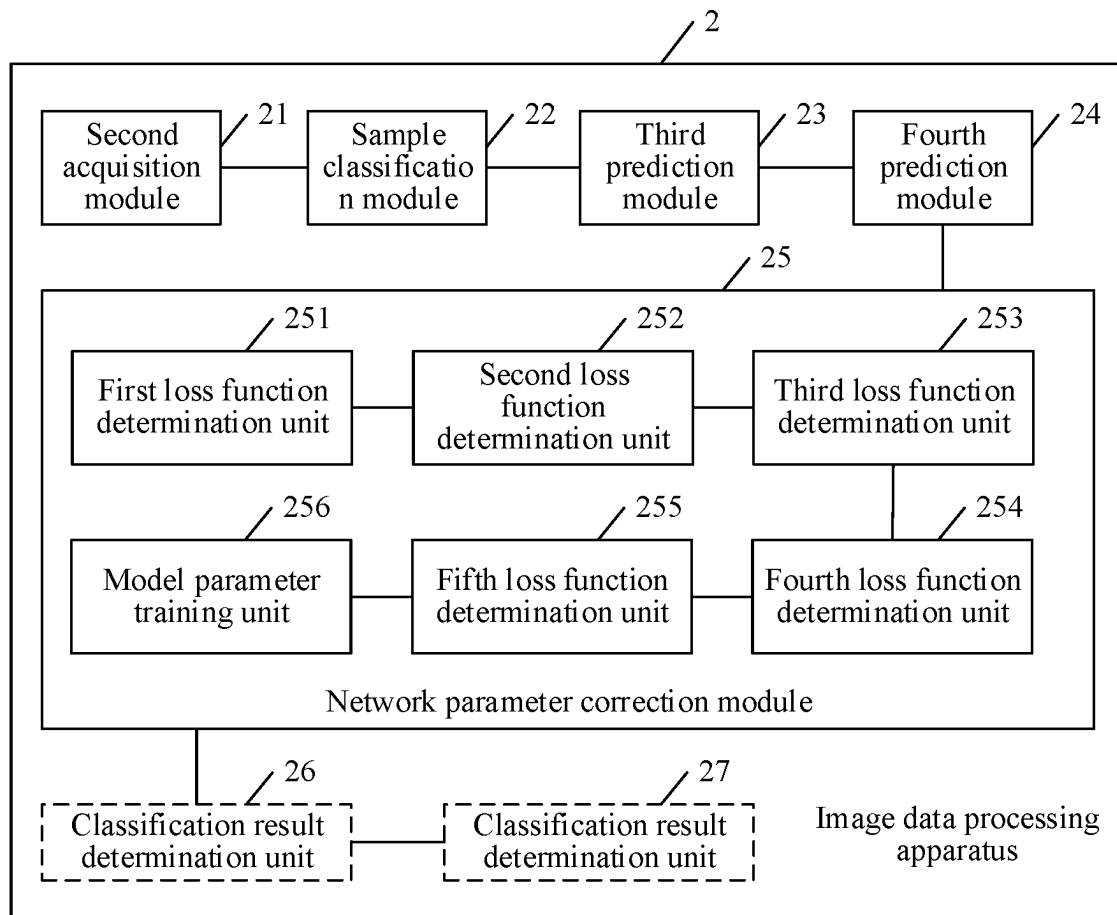 2
21
22
23
24
Second
acquisition
module
Sample
classificatio
n module
Third
prediction
module
Fourth
prediction
module
25
251
252
253
First loss function
determination unit
Second loss
function
determination unit
Third loss function
determination unit
256
255
254
Model parameter
training unit
Fifth loss function
determination unit
Fourth loss function
determination unit
Network parameter correction module
26
27
Classification result
determination unit
Classification result
determination unit
Image data processing
apparatus